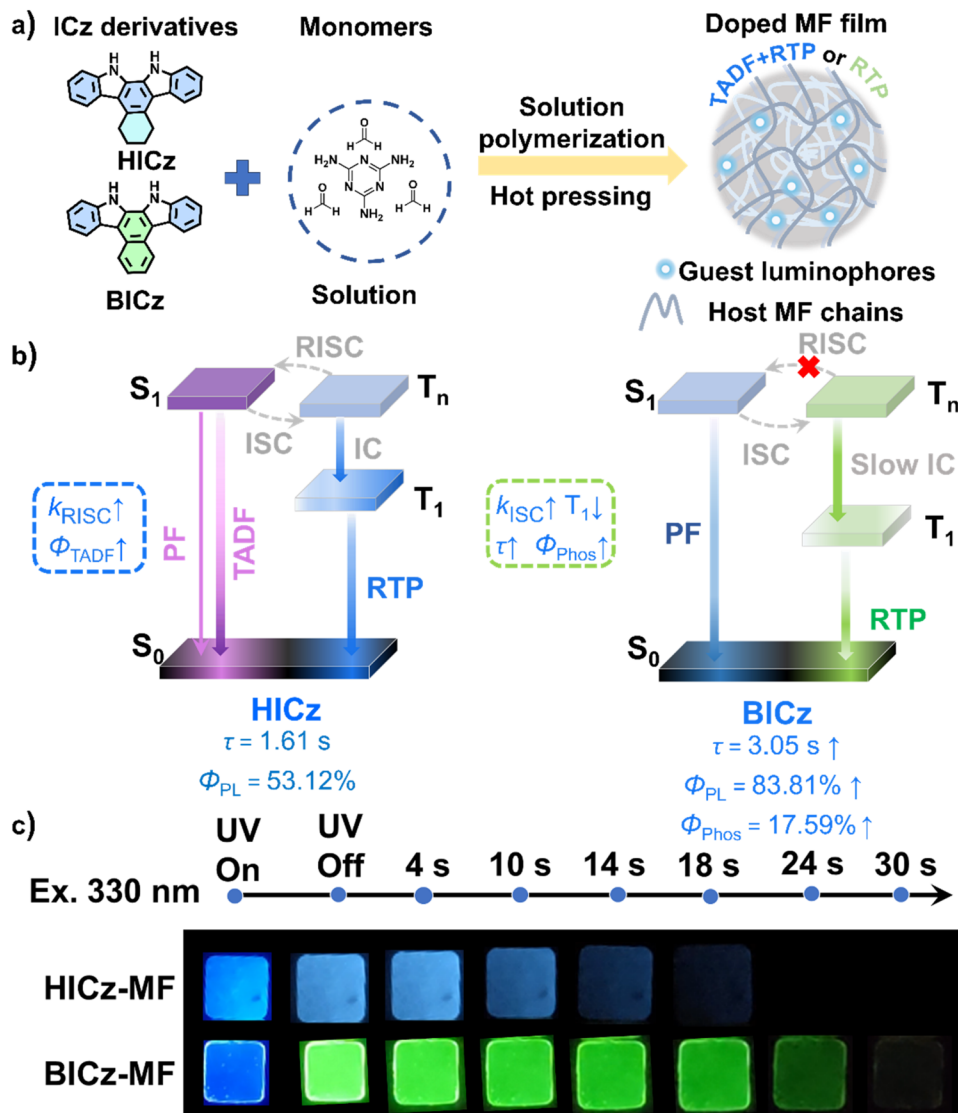 a)
ICz derivatives
Monomers
Doped MF film
H H
N N
HICz
H H
N N
BICz
O
H H
H₂N N NH₂
N N
O
H H
NH₂
O
H H
Solution
Solution
polymerization
Hot pressing
TADF+RTP or RTP
Guest luminophores
Host MF chains
b)
RISC
S₁
Tₙ
ISC
IC
T₁
kRISC↑
ΦTADF↑
PF
TADF
RTP
S₀
HICz
τ = 1.61 s
ΦPL = 53.12%
RISC
S₁
Tₙ
ISC
Slow IC
T₁
kISC↑ T₁↓
τ↑ ΦPhos↑
PF
RTP
S₀
BICz
τ = 3.05 s ↑
ΦPL = 83.81% ↑
ΦPhos = 17.59% ↑
c)
UV
On
UV
Off
4 s
10 s
14 s
18 s
24 s
30 s
Ex. 330 nm
HICz-MF
BICz-MF